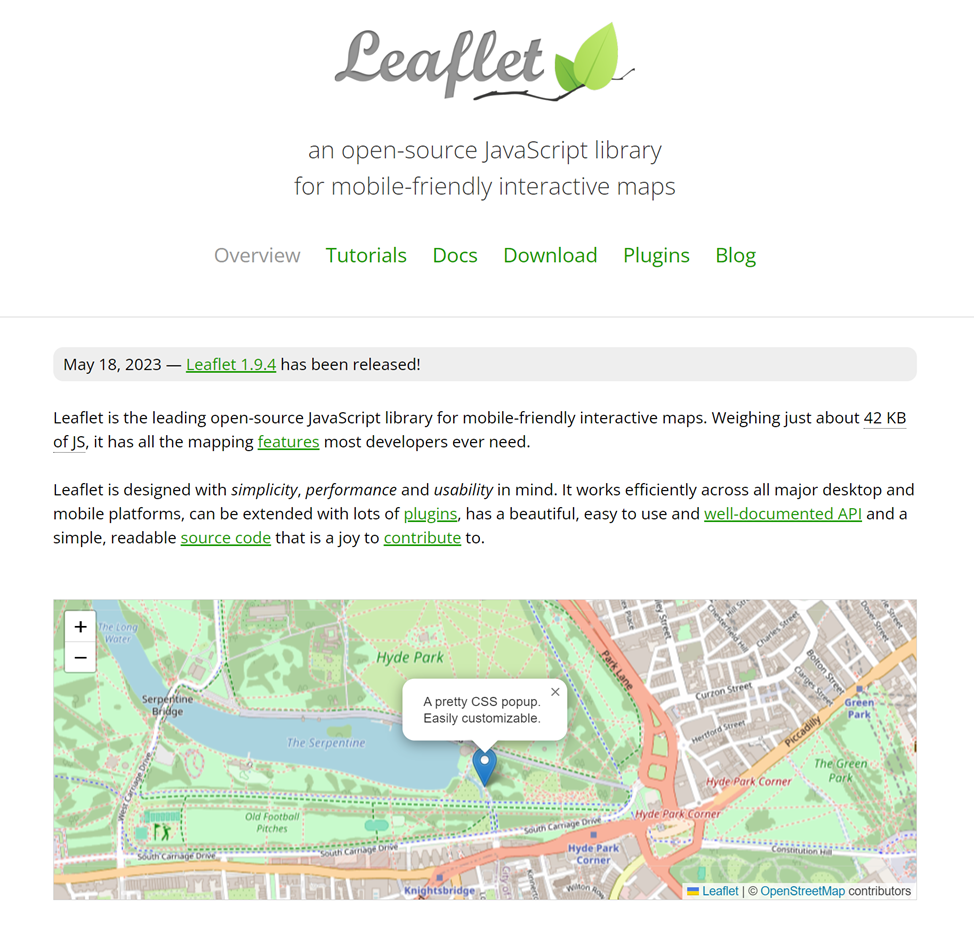 Leaflet
an open-source JavaScript library
for mobile-friendly interactive maps
Overview Tutorials Docs Download Plugins Blog
May 18, 2023 — Leaflet 1.9.4 has been released!
Leaflet is the leading open-source JavaScript library for mobile-friendly interactive maps. Weighing just about 42 KB
of JS, it has all the mapping features most developers ever need.
Leaflet is designed with simplicity, performance and usability in mind. It works efficiently across all major desktop and
mobile platforms, can be extended with lots of plugins, has a beautiful, easy to use and well-documented API and a
simple, readable source code that is a joy to contribute to.
+
−
The Long
Water
Hyde Park
Park Lane
Chesterfield
Charles Street
Bolton Street
Curzon Street
Hertford Street
Piccadilly
Green
Park
The Green
Park
Serpentine
Bridge
The Serpentine
×
A pretty CSS popup.
Easily customizable.
West Carriage Drive
Old Football
Pitches
South Carriage Drive
South Carriage Drive
South Carriage Drive
Hyde Park Corner
Hyde Park Corner
Hyde Park
Corner
Constitution Hill
Knightsbridge
Wilton Row
Leaflet | © OpenStreetMap contributors